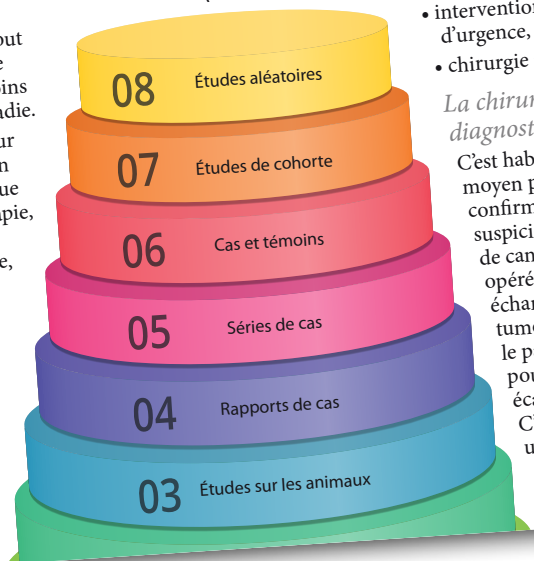 08 Études aléatoires
07 Études de cohorte
06 Cas et témoins
05 Séries de cas
04 Rapports de cas
03 Études sur les animaux
• intervention
d'urgence,
• chirurgie
La chirur
diagnost
C'est hab
moyen p
confirm
suspici
de can
opéré
échar
tume
le p
pou
éca
C'
u